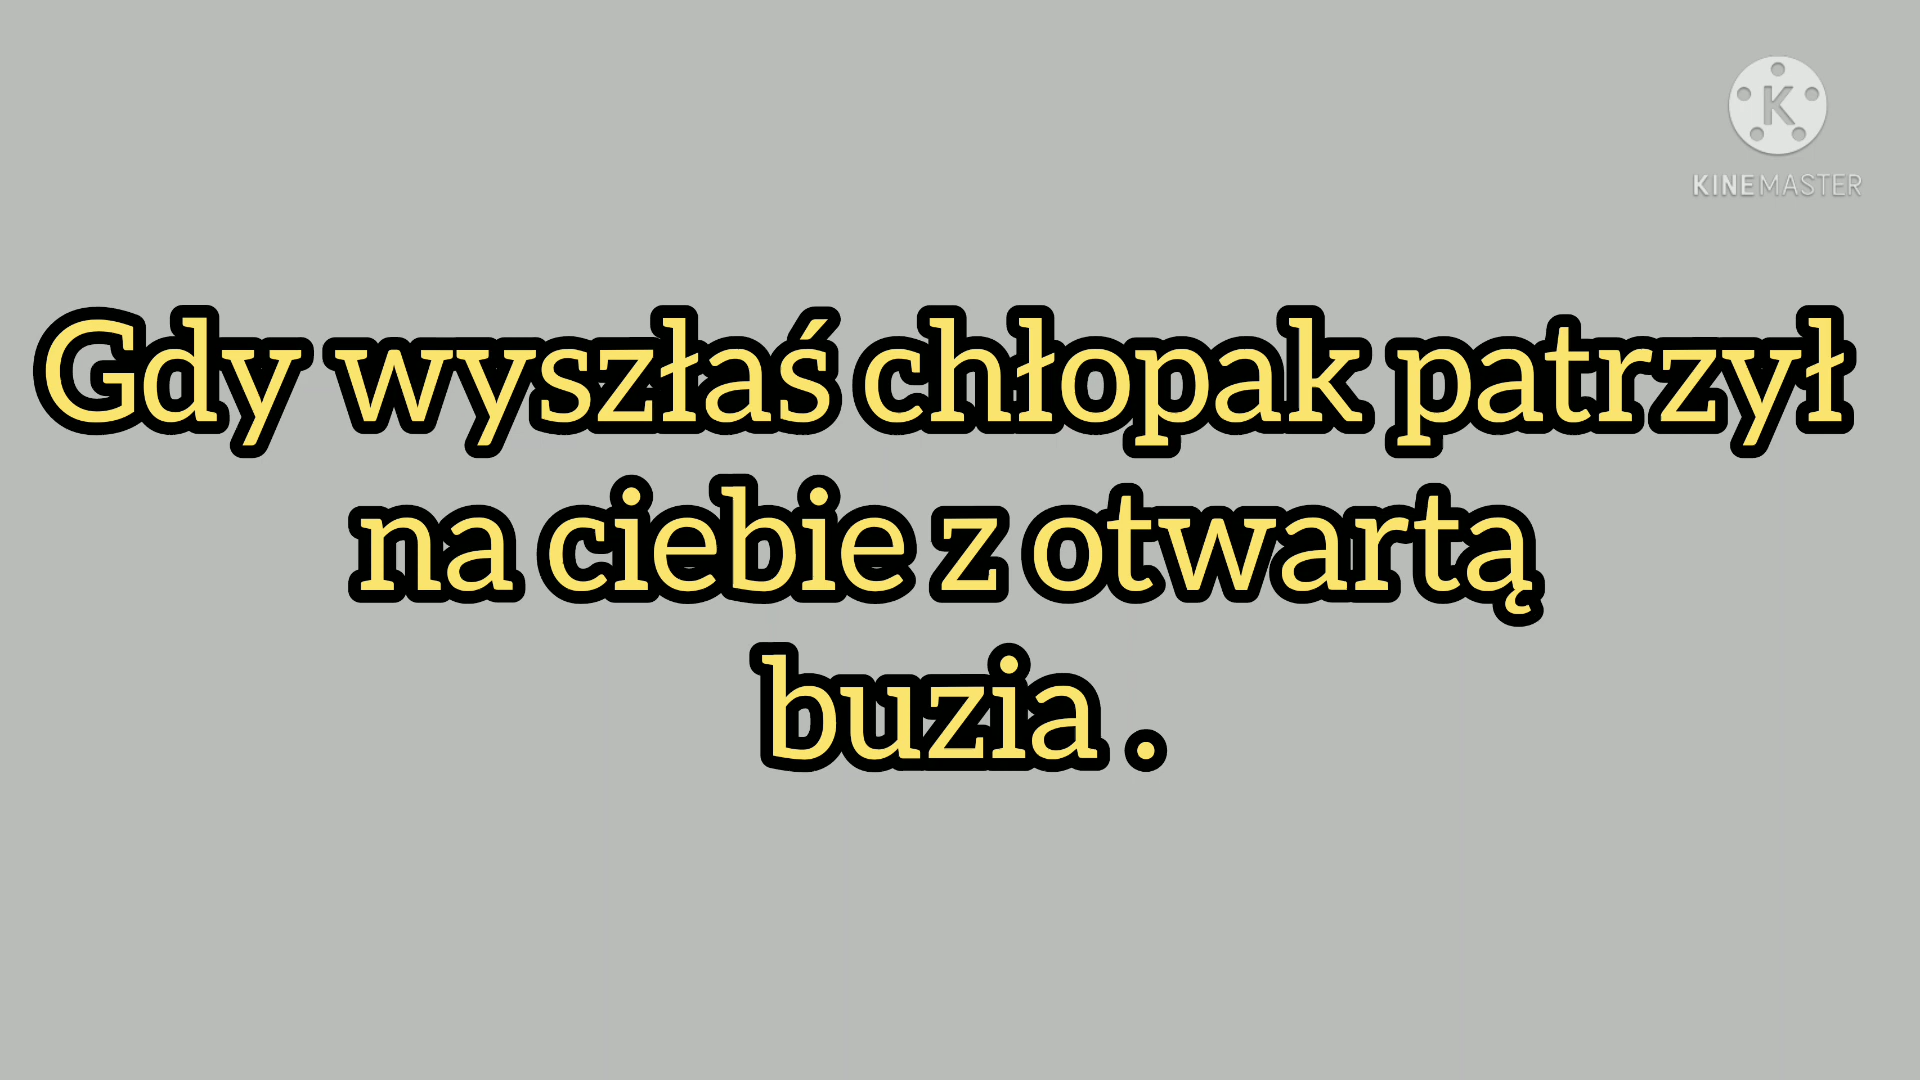 KINEMASTER
Gdy wyszłaś chłopak patrzył
na ciebie z otwartą
buzia .